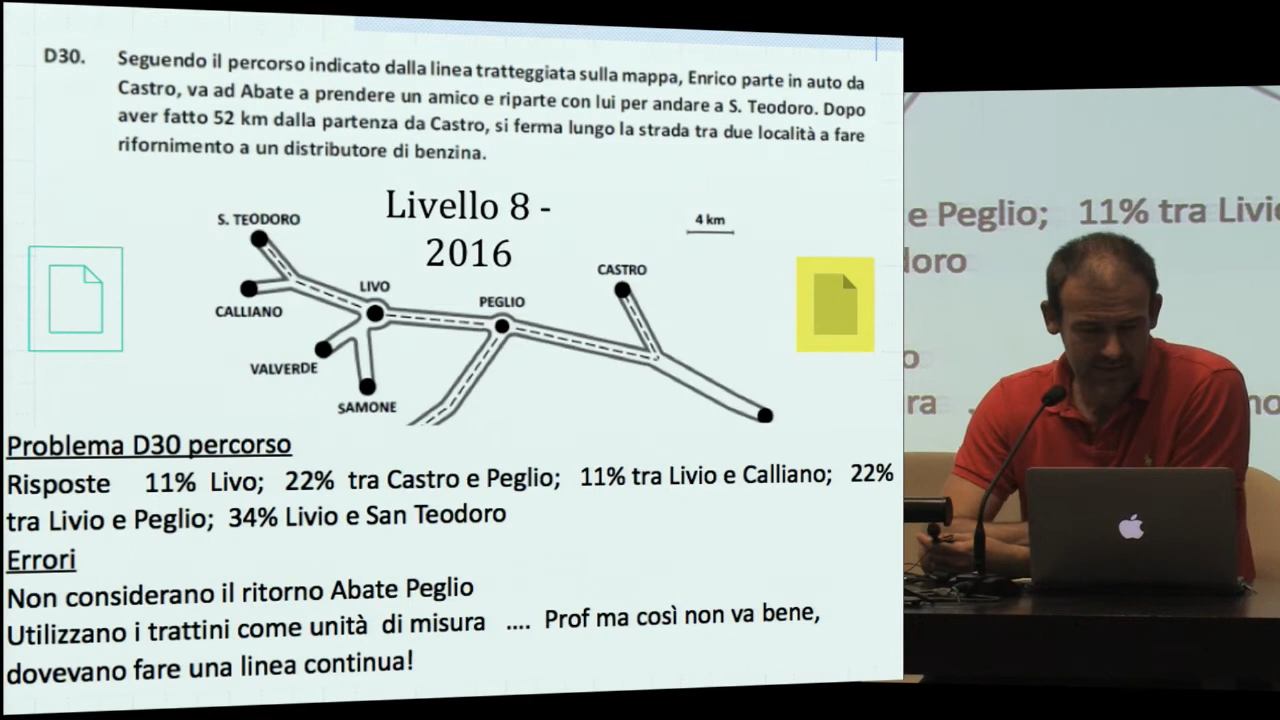 D30. Seguendo il percorso indicato dalla linea tratteggiata sulla mappa, Enrico parte in auto da
Castro, va ad Abate a prendere un amico e riparte con lui per andare a S. Teodoro. Dopo
aver fatto 52 km dalla partenza da Castro, si ferma lungo la strada tra due località a fare
rifornimento a un distributore di benzina.
Livello 8 -
2016
4 km
S. TEODORO
CASTRO
LIVO
PEGLIO
CALLIANO
VALVERDE
SAMONE
Problema D30 percorso
Risposte 11% Livo; 22% tra Castro e Peglio; 11% tra Livio e Calliano; 22%
tra Livio e Peglio; 34% Livio e San Teodoro
Errori
Non considerano il ritorno Abate Peglio
Utilizzano i trattini come unità di misura .... Prof ma così non va bene,
dovevano fare una linea continua!
e Peglio; 11% tra Livi
doro
o
ra
no